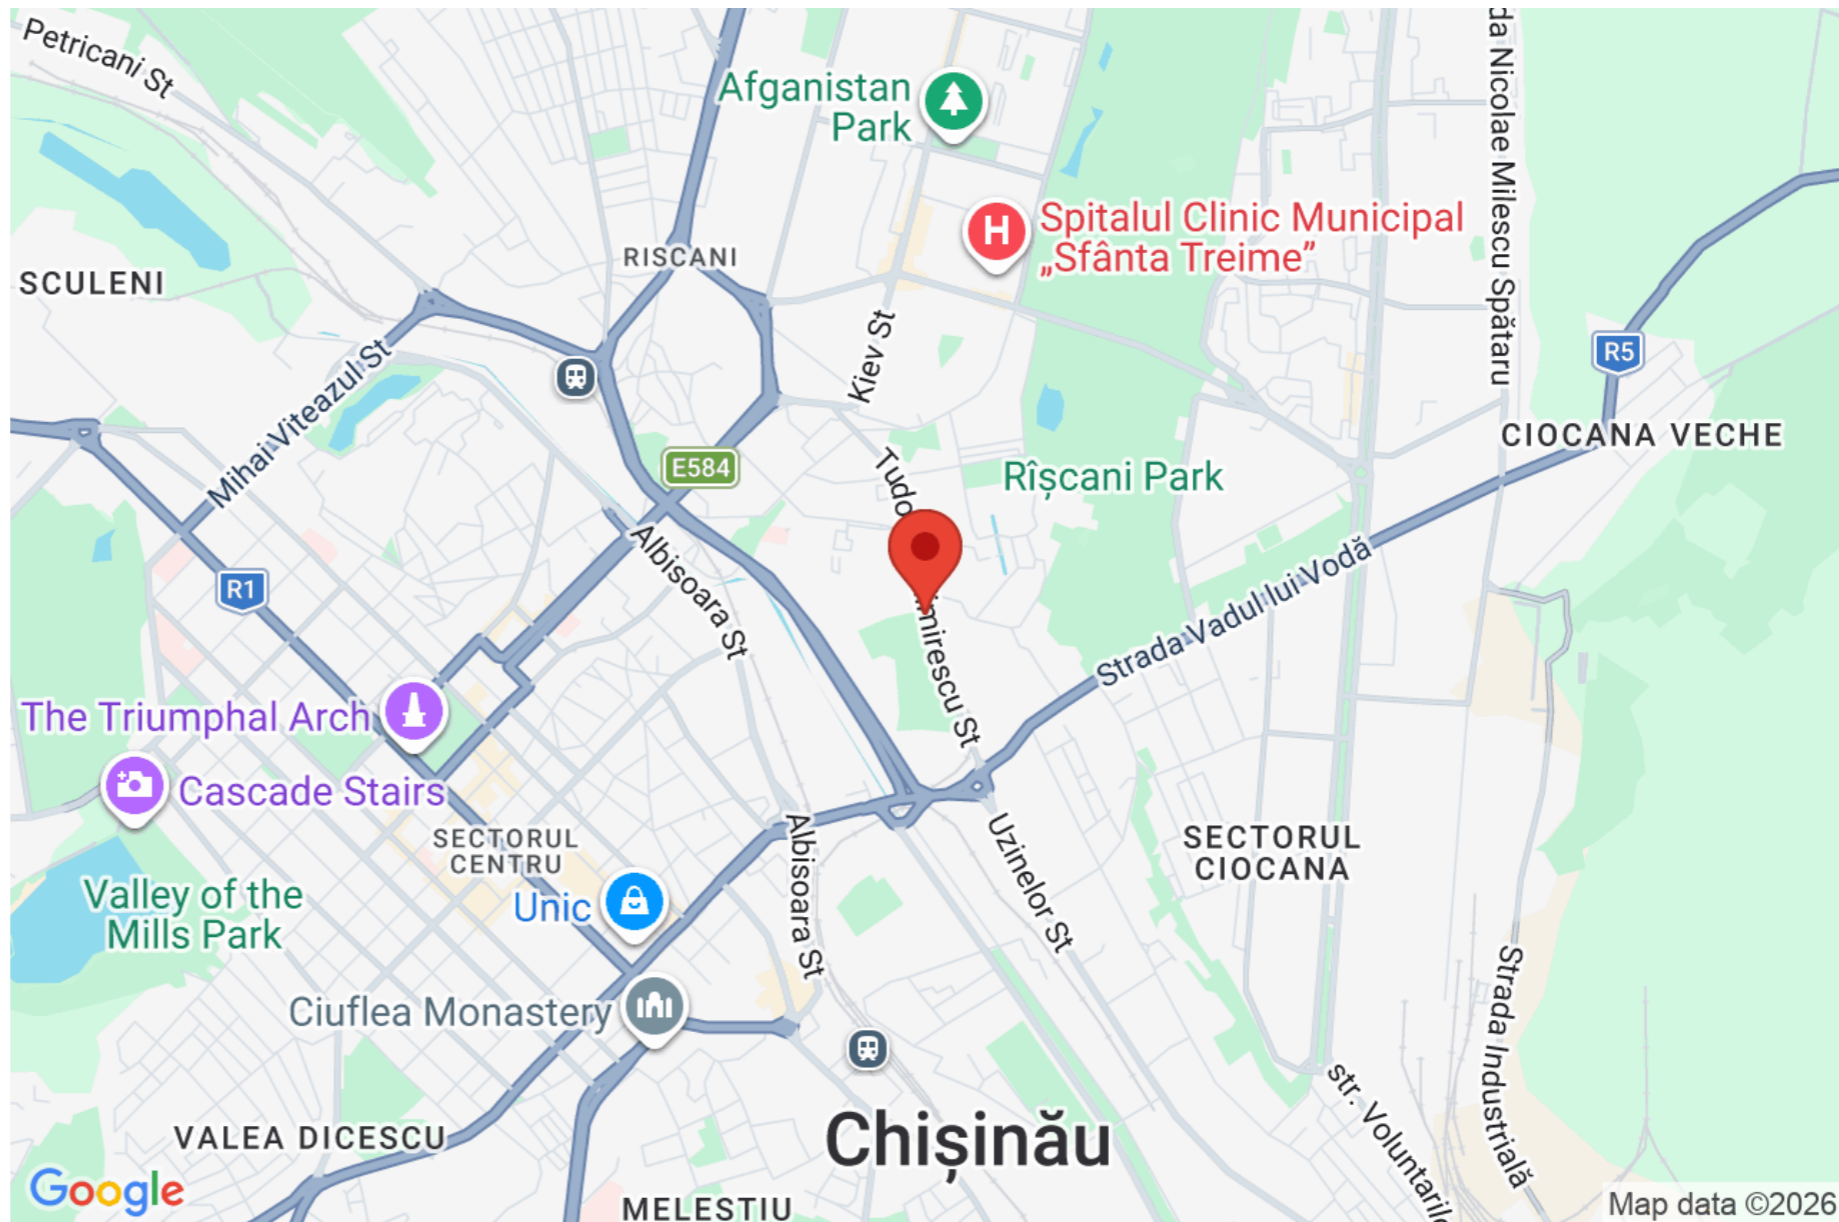 Petricani St
Afganistan
Park
da Nicolae Milescu Spătaru
Spitalul Clinic Municipal
„Sfânta Treime”
RISCANI
SCULENI
Kiev St
Mihai Viteazul St
R5
CIOCANA VECHE
E584
Rîșcani Park
Tudo
imirescu St
Albisoara St
R1
Strada Vadul lui Vodă
The Triumphal Arch
Cascade Stairs
SECTORUL
CENTRU
Albisoara St
Uzinelor St
SECTORUL
CIOCANA
Valley of the
Mills Park
Unic
Ciuflea Monastery
Strada Industrială
str. Voluntarilo
Chișinău
VALEA DICESCU
MELESTIU
Google
Map data ©2026